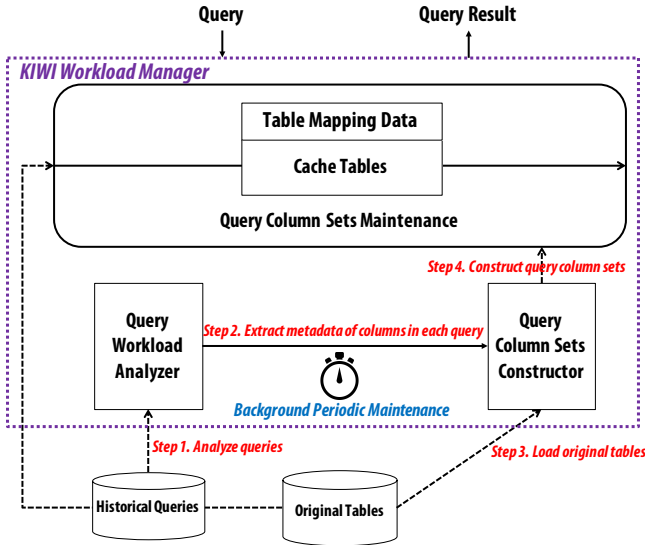 Query
Query Result
KIWI Workload Manager
Table Mapping Data
Cache Tables
Query Column Sets Maintenance
Step 4. Construct query column sets
Query
Workload
Analyzer
Step 2. Extract metadata of columns in each query
Query
Column Sets
Constructor
Background Periodic Maintenance
Step 1. Analyze queries
Step 3. Load original tables
Historical Queries
Original Tables